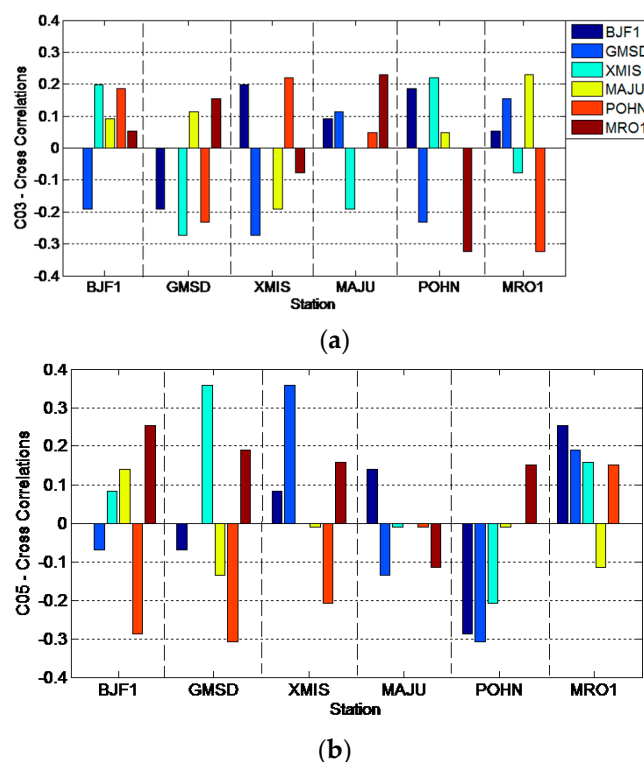 C03 - Cross Correlations
0.4
0.3
0.2
0.1
0
-0.1
-0.2
-0.3
-0.4
BJF1
GMSD
XMIS
MAJU
POHN
MRO1
Station
BJF1
GMSD
XMIS
MAJU
POHN
MRO1
(a)
C05 - Cross Correlations
0.4
0.3
0.2
0.1
0
-0.1
-0.2
-0.3
-0.4
BJF1
GMSD
XMIS
MAJU
POHN
MRO1
Station
(b)